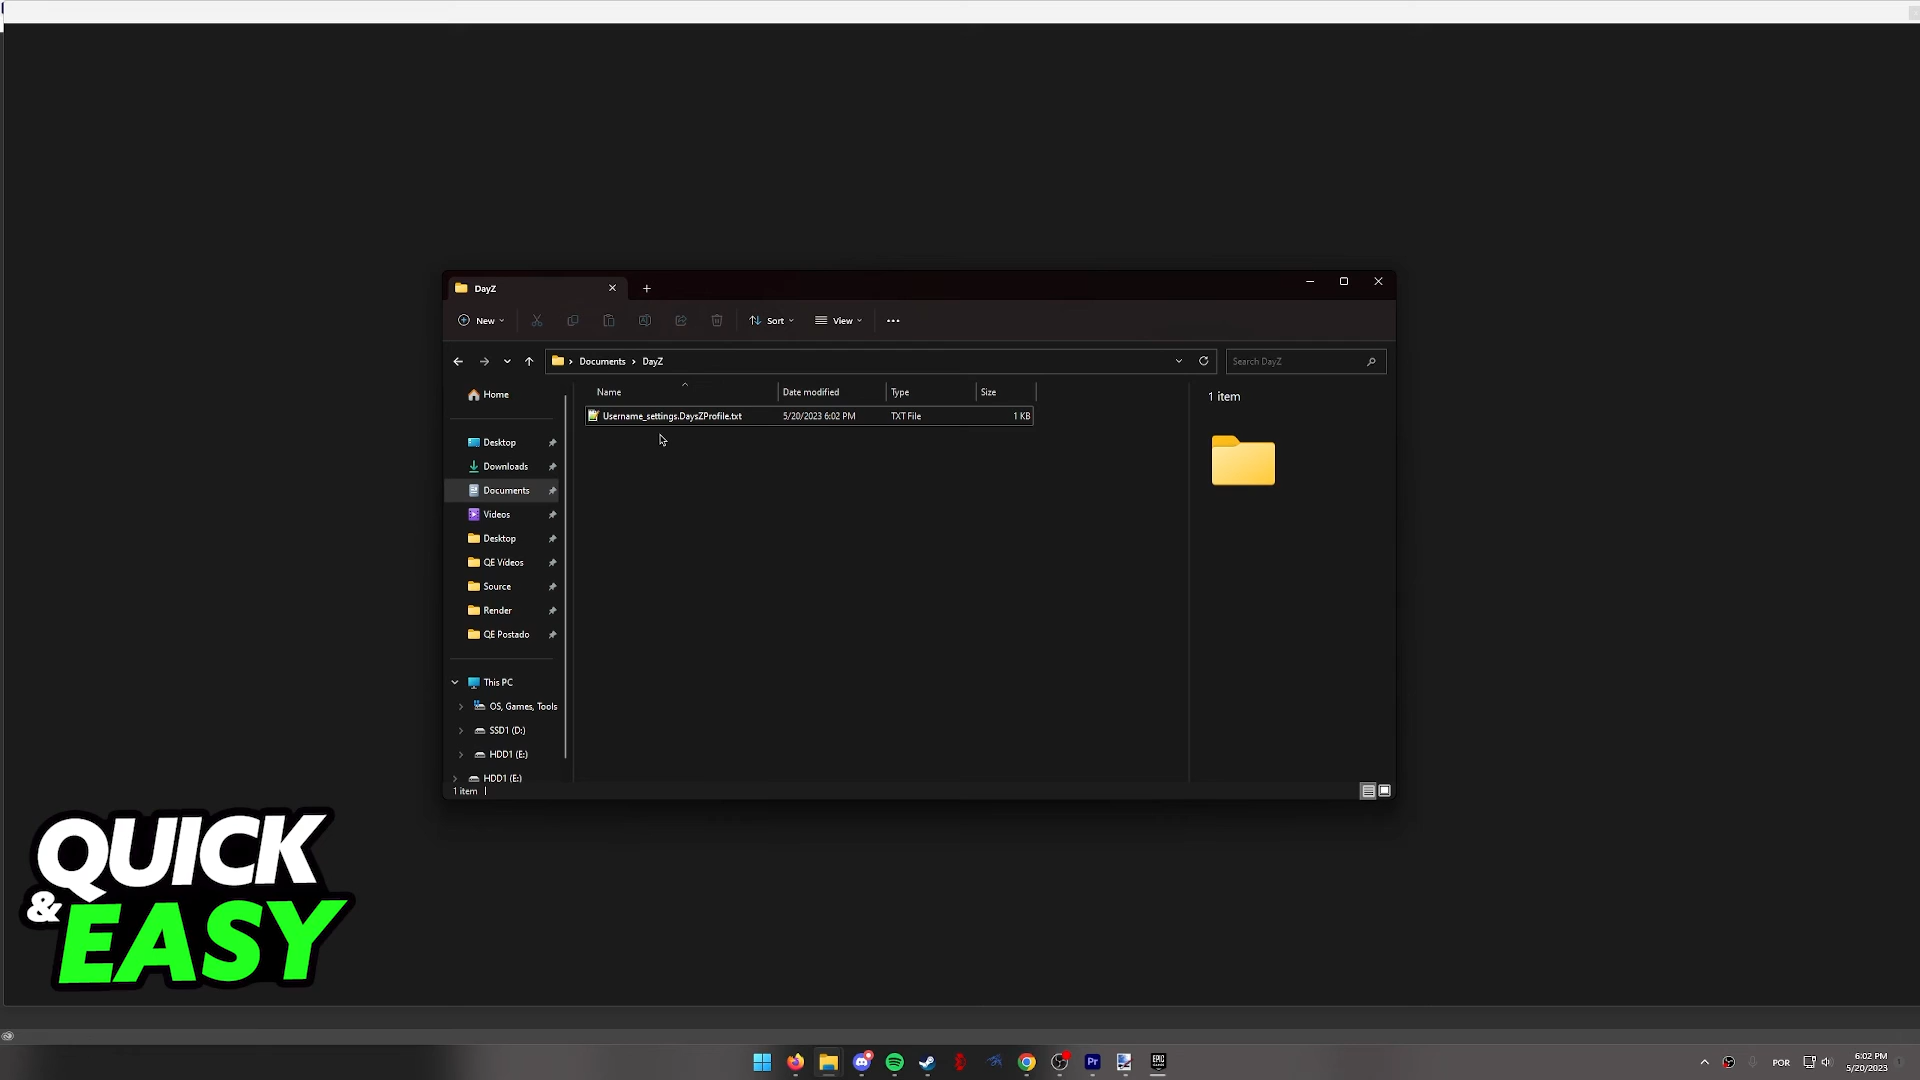 DayZ
New
Sort
View
Documents > DayZ
Search DayZ
Home
Desktop
Downloads
Documents
Videos
Desktop
QE Vídeos
Source
Render
QE Postado
This PC
OS, Games, Tools
SSD1 (D:)
HDD1 (E:)
HDD1 (E:)
Name
Date modified
Type
Size
Username_settings.DaysZProfile.txt
5/20/2023 6:02 PM
TXT File
1 KB
1 item
1 item
QUICK
& EASY
Pr
EPIC
POR
6:02 PM
5/20/2023